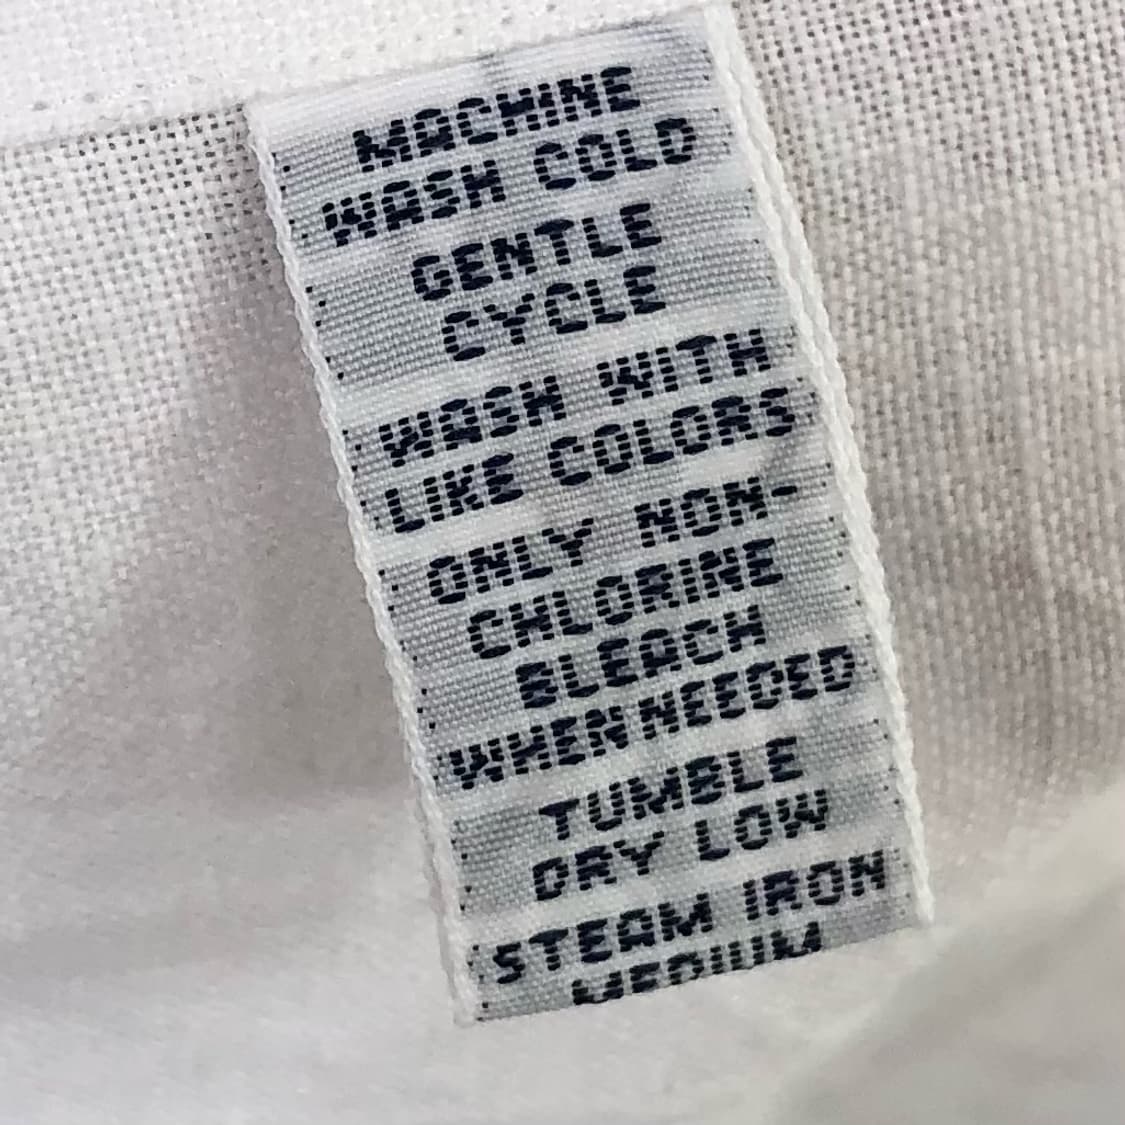 MACHINE
WASH COLD
GENTLE
CYCLE
WASH WITH
LIKE COLORS
ONLY NON-
CHLORINE
BLEACH
WHEN NEEDED
TUMBLE
DRY LOW
STEAM IRON
MEDIUM